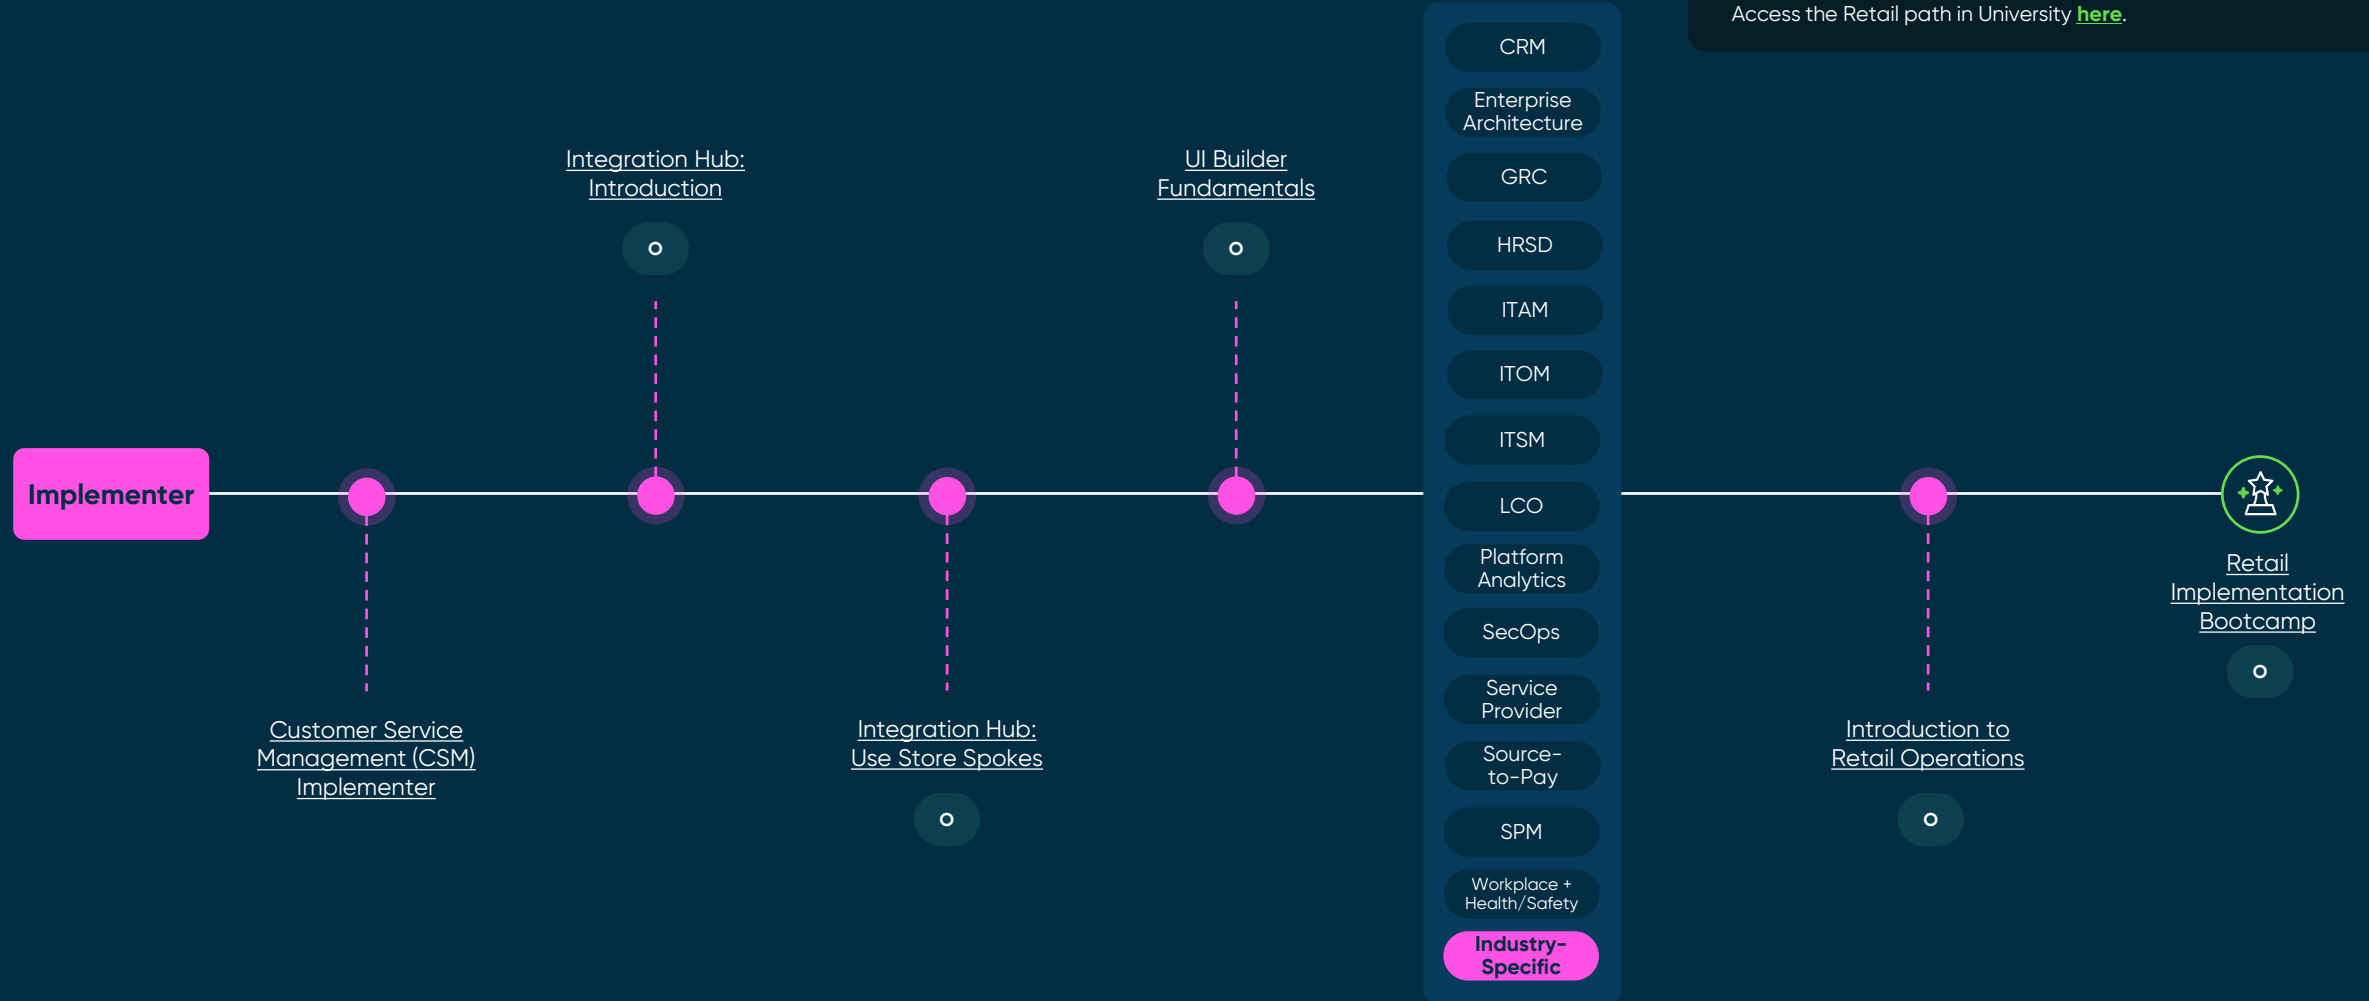 Access the Retail path in University here.
CRM
Enterprise
Architecture
GRC
HRSD
ITAM
ITOM
ITSM
LCO
Platform
Analytics
SecOps
Service
Provider
Source-
to-Pay
SPM
Workplace +
Health/Safety
Industry-
Specific
Implementer
Customer Service
Management (CSM)
Implementer
Integration Hub:
Introduction
Integration Hub:
Use Store Spokes
UI Builder
Fundamentals
Introduction to
Retail Operations
Retail
Implementation
Bootcamp